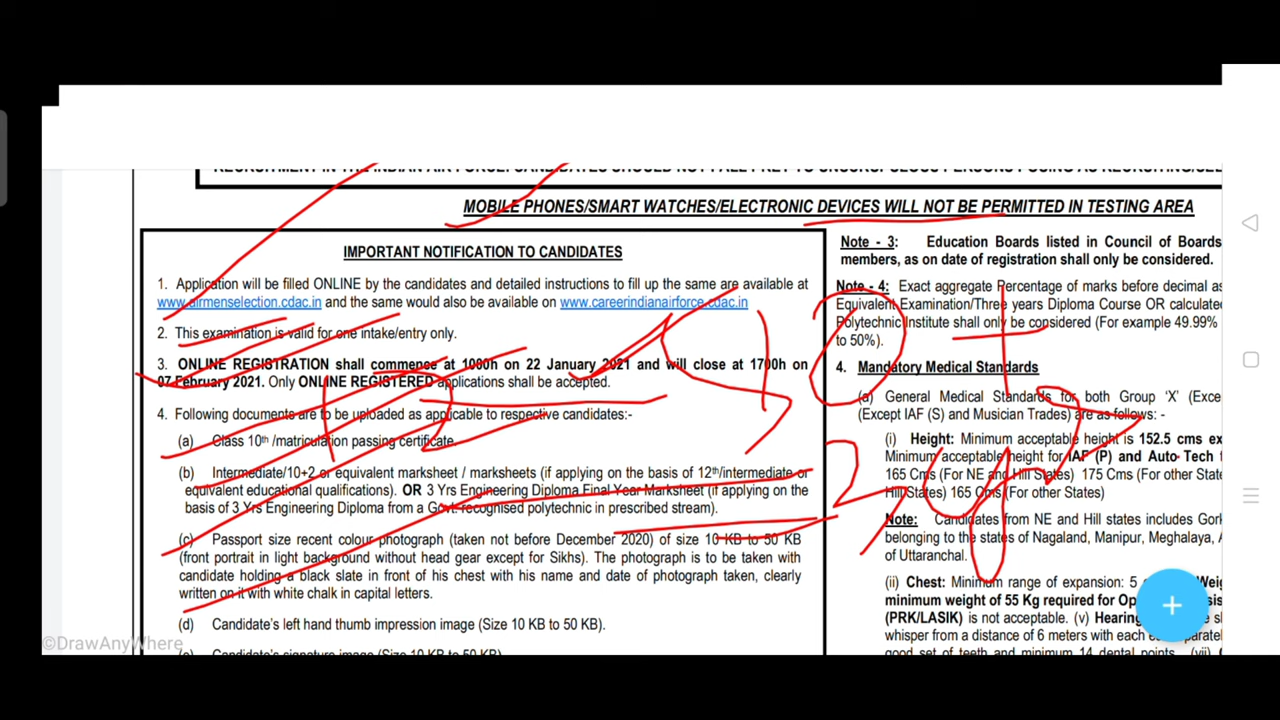 MOBILE PHONES/SMART WATCHES/ELECTRONIC DEVICES WILL NOT BE PERMITTED IN TESTING AREA
IMPORTANT NOTIFICATION TO CANDIDATES
1. Application will be filled ONLINE by the candidates and detailed instructions to fill up the same are available at
www.airmenselection.cdac.in and the same would also be available on www.careerindianairforce.cdac.in
2. This examination is valid for one intake/entry only.
3. ONLINE REGISTRATION shall commence at 1000h on 22 January 2021 and will close at 1700h on
07 February 2021. Only ONLINE REGISTERED applications shall be accepted.
4. Following documents are to be uploaded as applicable to respective candidates:-
(a) Class 10th /matriculation passing certificate.
(b) Intermediate/10+2 or equivalent marksheet / marksheets (if applying on the basis of 12th/intermediate or
equivalent educational qualifications). OR 3 Yrs Engineering Diploma Final Year Marksheet (if applying on the
basis of 3 Yrs Engineering Diploma from a Govt. recognised polytechnic in prescribed stream).
(c) Passport size recent colour photograph (taken not before December 2020) of size 10 KB to 50 KB
(front portrait in light background without head gear except for Sikhs). The photograph is to be taken with
candidate holding a black slate in front of his chest with his name and date of photograph taken, clearly
written on it with white chalk in capital letters.
(d) Candidate's left hand thumb impression image (Size 10 KB to 50 KB).
Note - 3: Education Boards listed in Council of Boards
members, as on date of registration shall only be considered.
Note -4: Exact aggregate Percentage of marks before decimal as
Equivalent Examination/Three years Diploma Course OR calculated
Polytechnic Institute shall only be considered (For example 49.99%
to 50%).
4. Mandatory Medical Standards
(a) General Medical Standards for both Group 'X' (Exce
(Except IAF (S) and Musician Trades) are as follows: -
(i) Height: Minimum acceptable height is 152.5 cms ex
Minimum acceptable height for IAF (P) and Auto Tech
165 Cms (For NE and Hill States) 175 Cms (For other State
Hill States) 165 Cms (For other States)
Note: Candidates from NE and Hill states includes Gor
belonging to the states of Nagaland, Manipur, Meghalaya, A
of Uttaranchal.
(ii) Chest: Minimum range of expansion: 5 Weig
minimum weight of 55 Kg required for Op
(PRK/LASIK) is not acceptable. (v) Hearing
whisper from a distance of 6 meters with each
good set of teeth and minimum 14 dental points.
©DrawAnyWhere